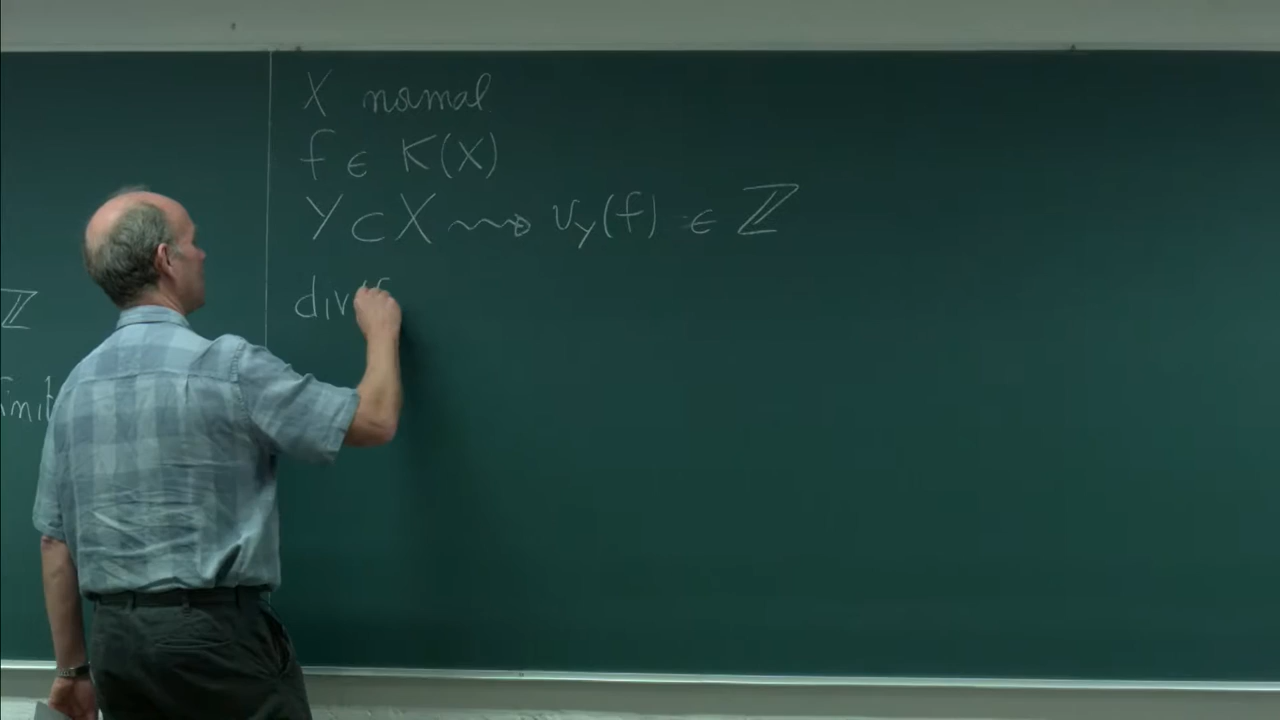 ℤ
X normal
f ∈ K(X)
Y ⊂ X ⇝ v_Y(f) ∈ ℤ
div